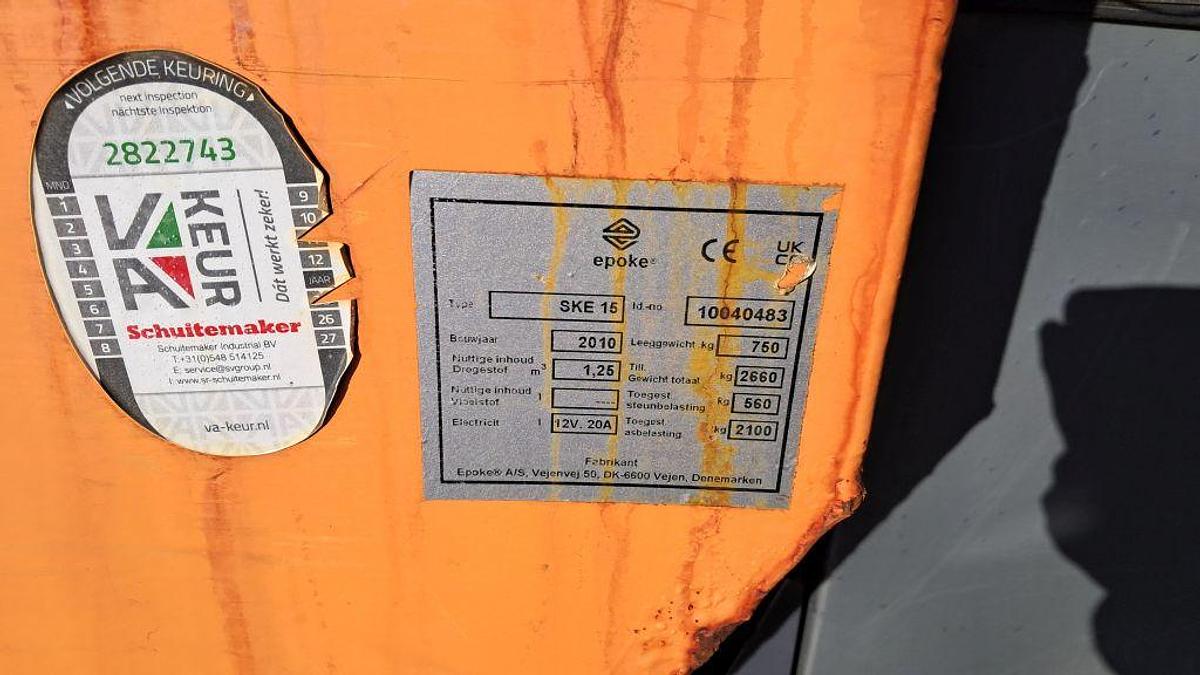 VOLGENDE KEURING
next inspection
nächtste Inspektion
2822743
MND
1
2
3
4
5
6
7
8
9
10
12
JAAR
26
27
VA
KEUR
Dát werkt zeker!
Schuitemaker
Schuitemaker Industrial BV
T:+31(0)548 514125
E: service@svgroup.nl
I: www.sr-schuitemaker.nl
va-keur.nl
epoke®
CE
UK
Type SKE 15 Id.-no. 10040483
Bouwjaar 2010 Leeggewicht kg 750
Nuttige inhoud Drogestof m³ 1,25 Till. Gewicht totaal kg 2660
Nuttige inhoud Vloeistof l ---- Toegest. steunbelasting Kg 560
Electricit 12V. 20A Toegest. asbelasting kg 2100
Fabrikant
Epoke® A/S, Vejenvej 50, DK-6600 Vejen, Denemarken